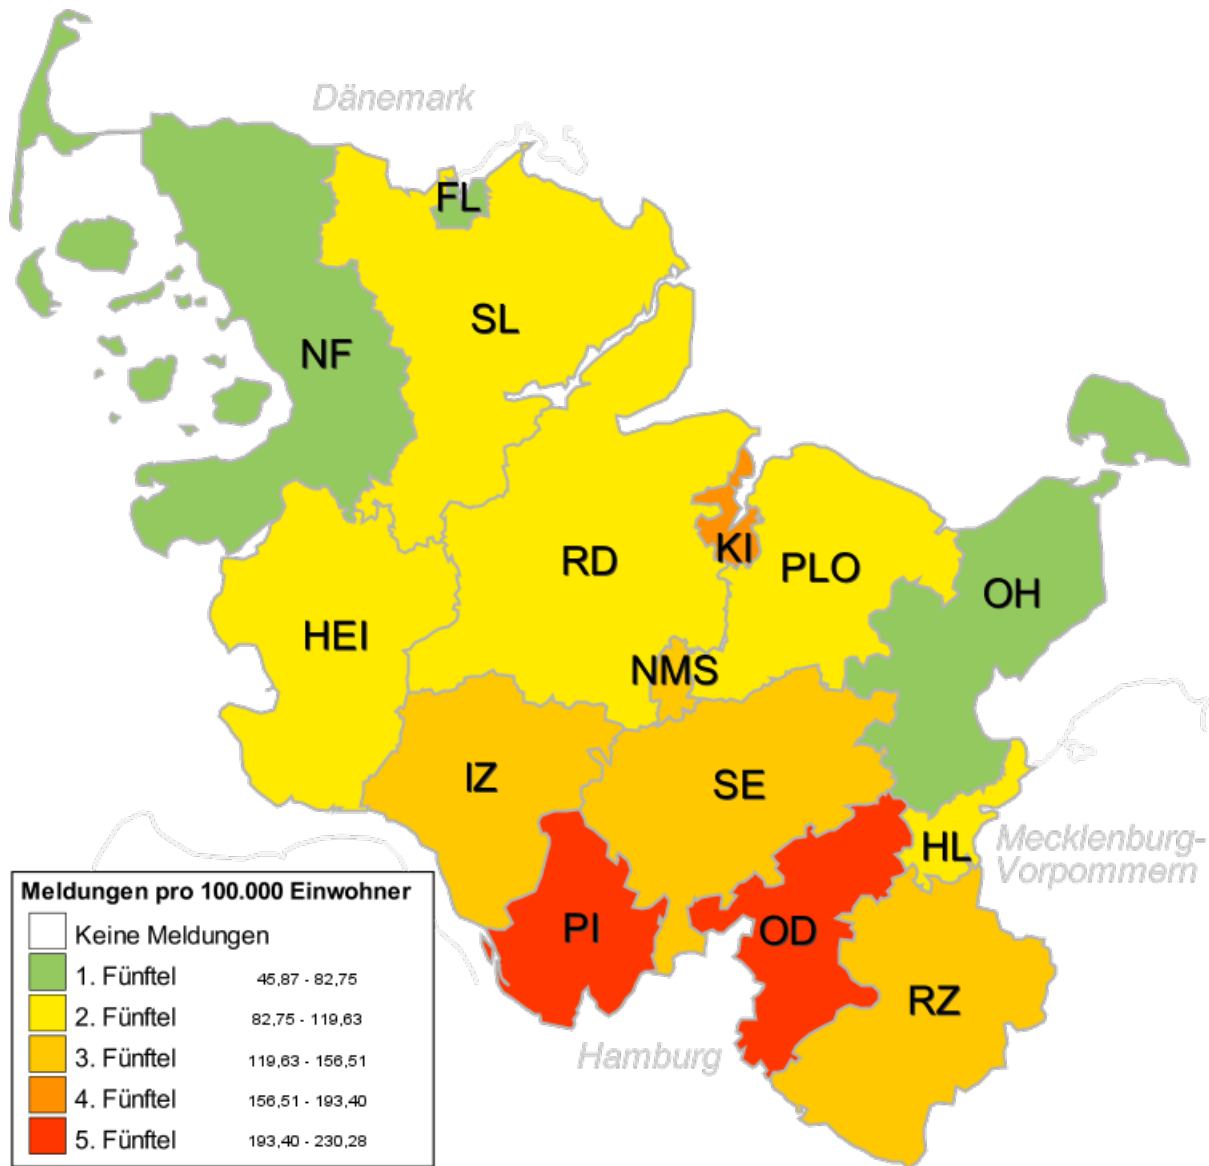 Dänemark
FL
SL
NF
RD
KI
PLO
OH
HEI
NMS
IZ
SE
HL
Mecklenburg-
Vorpommern
PI
OD
RZ
Hamburg
Meldungen pro 100.000 Einwohner
Keine Meldungen
1. Fünftel 45,87 - 82,75
2. Fünftel 82,75 - 119,63
3. Fünftel 119,63 - 156,51
4. Fünftel 156,51 - 193,40
5. Fünftel 193,40 - 230,28